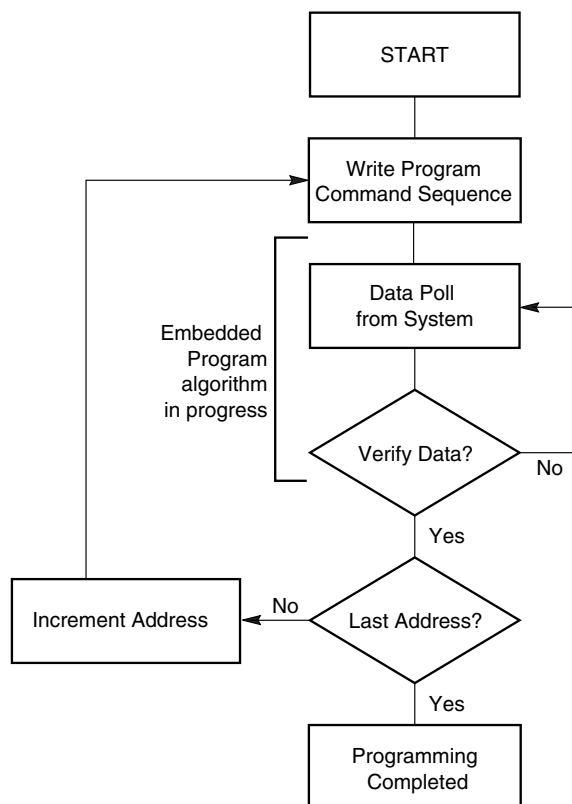 START
Write Program
Command Sequence
Data Poll
from System
Embedded
Program
algorithm
in progress
Verify Data?
No
Yes
Last Address?
No
Increment Address
Yes
Programming
Completed